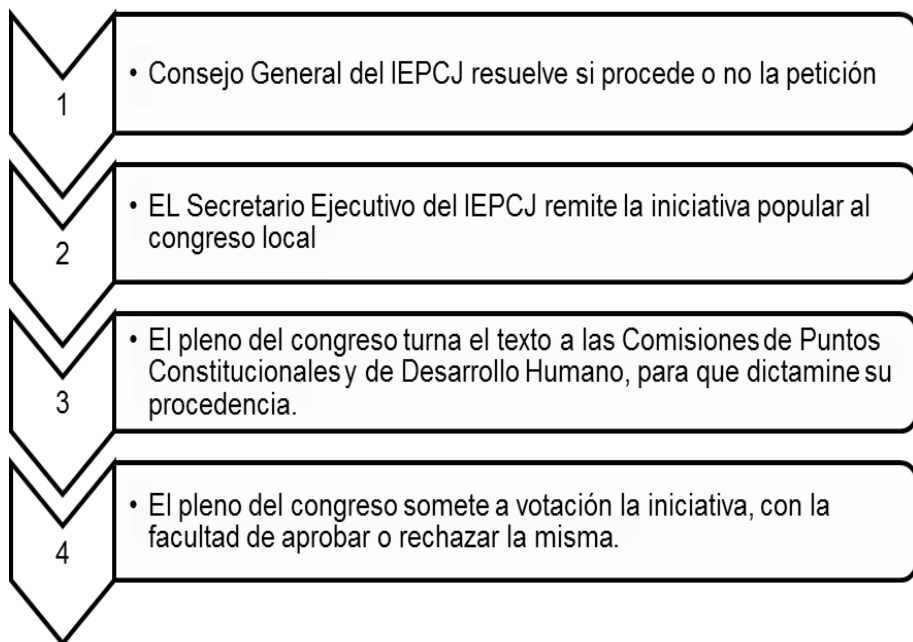 1
• Consejo General del IEPCJ resuelve si procede o no la petición
2
• EL Secretario Ejecutivo del IEPCJ remite la iniciativa popular al
congreso local
3
• El pleno del congreso turna el texto a las Comisiones de Puntos
Constitucionales y de Desarrollo Humano, para que dictamine su
procedencia.
4
• El pleno del congreso somete a votación la iniciativa, con la
facultad de aprobar o rechazar la misma.